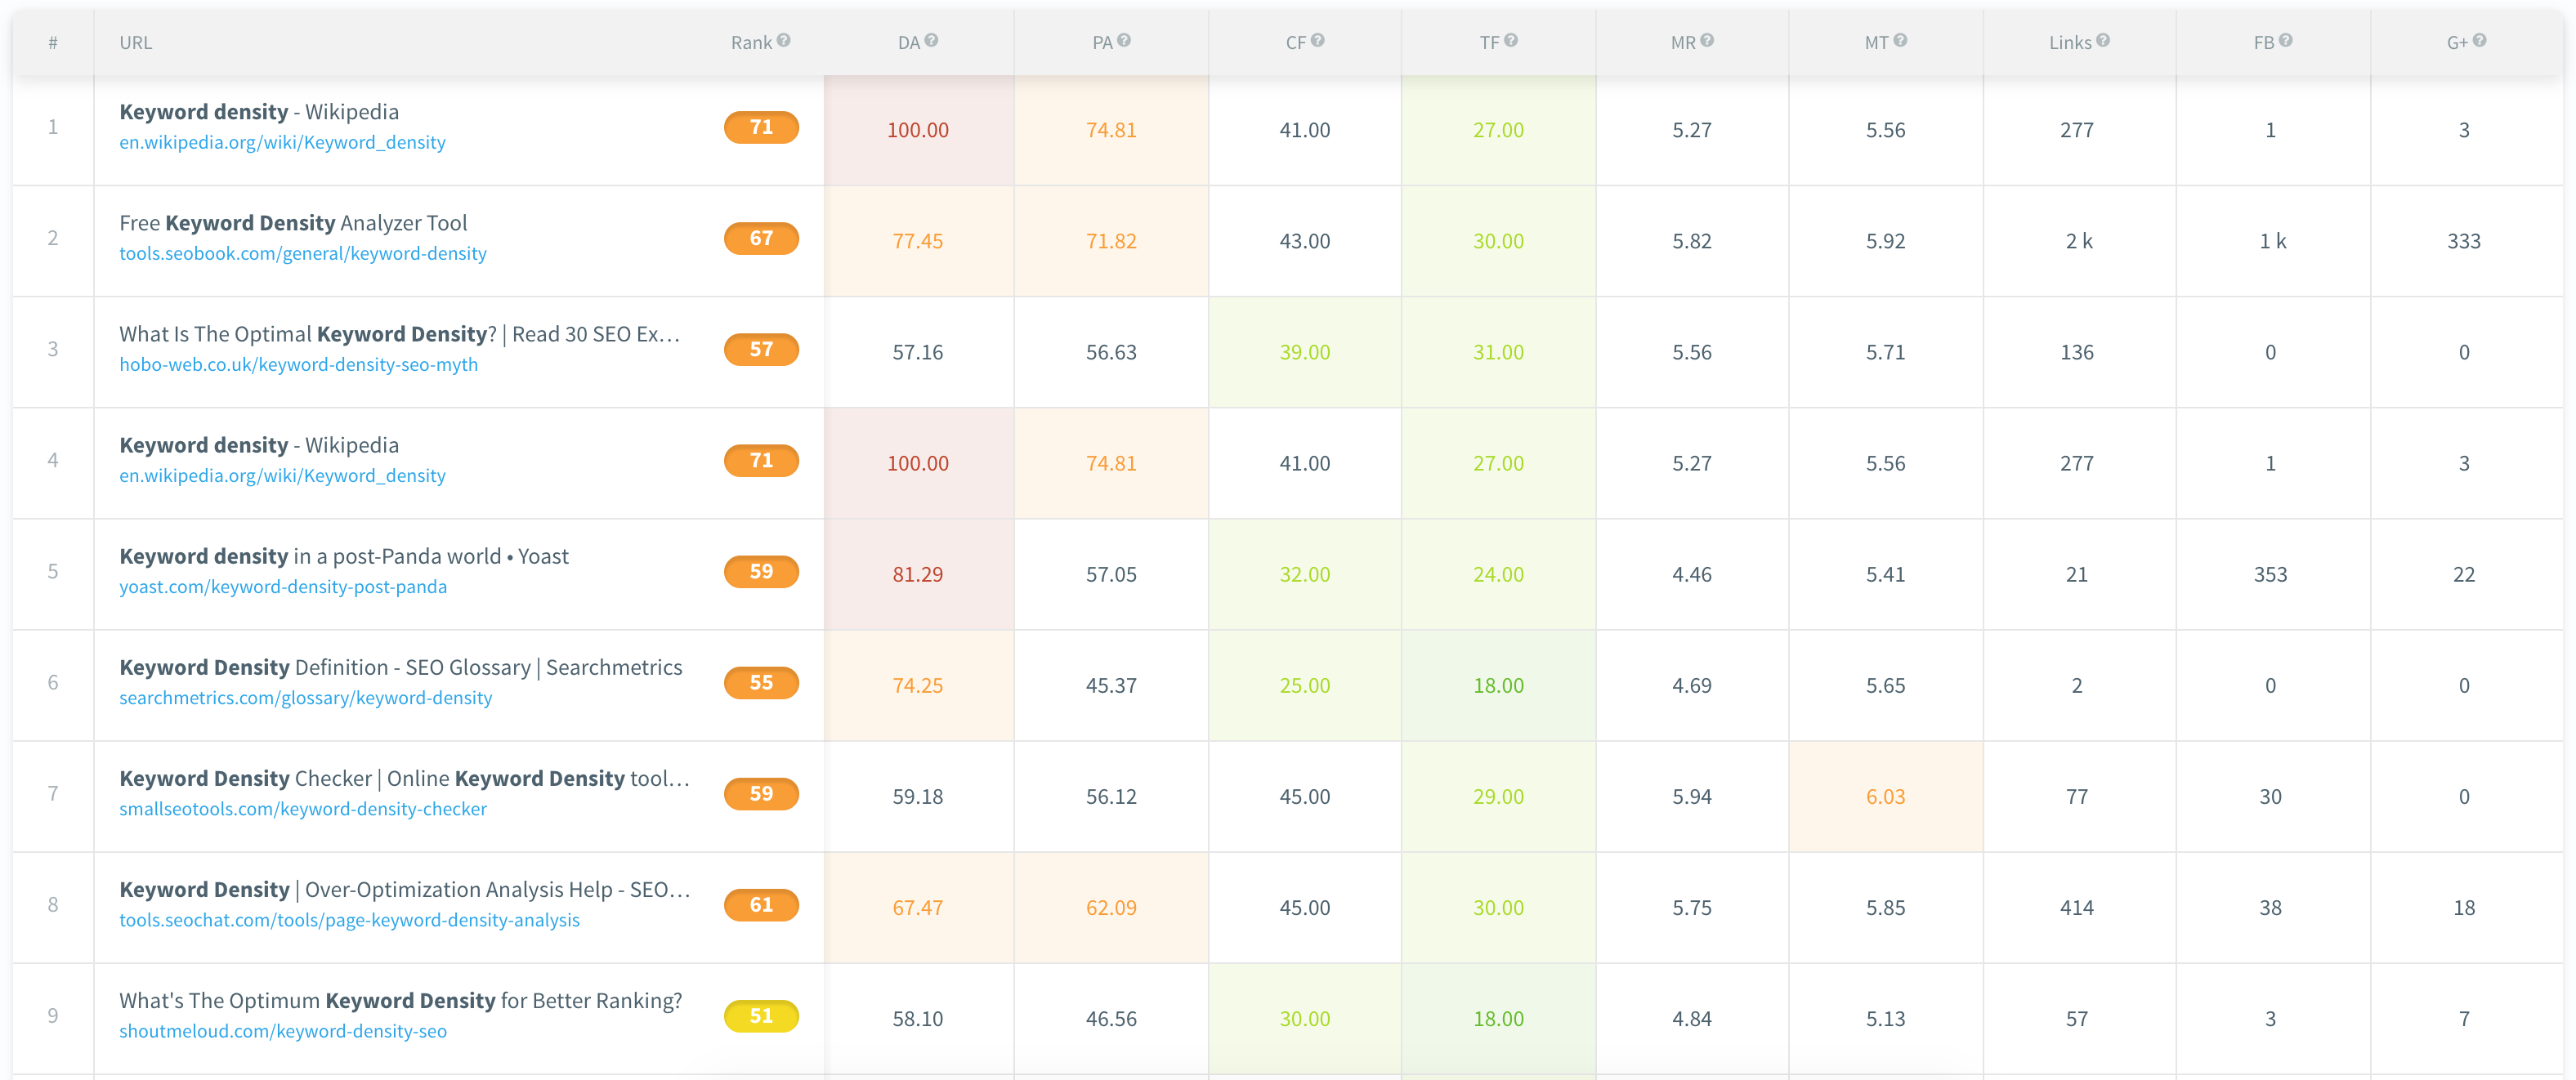 # URL Rank DA PA CF TF MR MT Links FB G+
1 Keyword density - Wikipedia 71 100.00 74.81 41.00 27.00 5.27 5.56 277 1 3
en.wikipedia.org/wiki/Keyword_density
2 Free Keyword Density Analyzer Tool 67 77.45 71.82 43.00 30.00 5.82 5.92 2 k 1 k 333
tools.seobook.com/general/keyword-density
3 What Is The Optimal Keyword Density? | Read 30 SEO Ex... 57 57.16 56.63 39.00 31.00 5.56 5.71 136 0 0
hobo-web.co.uk/keyword-density-seo-myth
4 Keyword density - Wikipedia 71 100.00 74.81 41.00 27.00 5.27 5.56 277 1 3
en.wikipedia.org/wiki/Keyword_density
5 Keyword density in a post-Panda world • Yoast 59 81.29 57.05 32.00 24.00 4.46 5.41 21 353 22
yoast.com/keyword-density-post-panda
6 Keyword Density Definition - SEO Glossary | Searchmetrics 55 74.25 45.37 25.00 18.00 4.69 5.65 2 0 0
searchmetrics.com/glossary/keyword-density
7 Keyword Density Checker | Online Keyword Density tool... 59 59.18 56.12 45.00 29.00 5.94 6.03 77 30 0
smallseotools.com/keyword-density-checker
8 Keyword Density | Over-Optimization Analysis Help - SEO... 61 67.47 62.09 45.00 30.00 5.75 5.85 414 38 18
tools.seochat.com/tools/page-keyword-density-analysis
9 What's The Optimum Keyword Density for Better Ranking? 51 58.10 46.56 30.00 18.00 4.84 5.13 57 3 7
shoutmeloud.com/keyword-density-seo